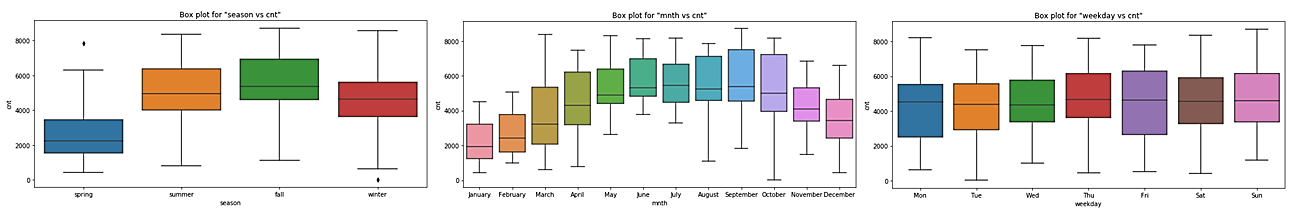 Box plot for "season vs cnt"
8000
6000
4000
2000
0
cnt
spring summer fall winter
season
Box plot for "mnth vs cnt"
8000
6000
4000
2000
0
cnt
January February March April May June July August September October November December
mnth
Box plot for "weekday vs cnt"
8000
6000
4000
2000
0
cnt
Mon Tue Wed Thu Fri Sat Sun
weekday